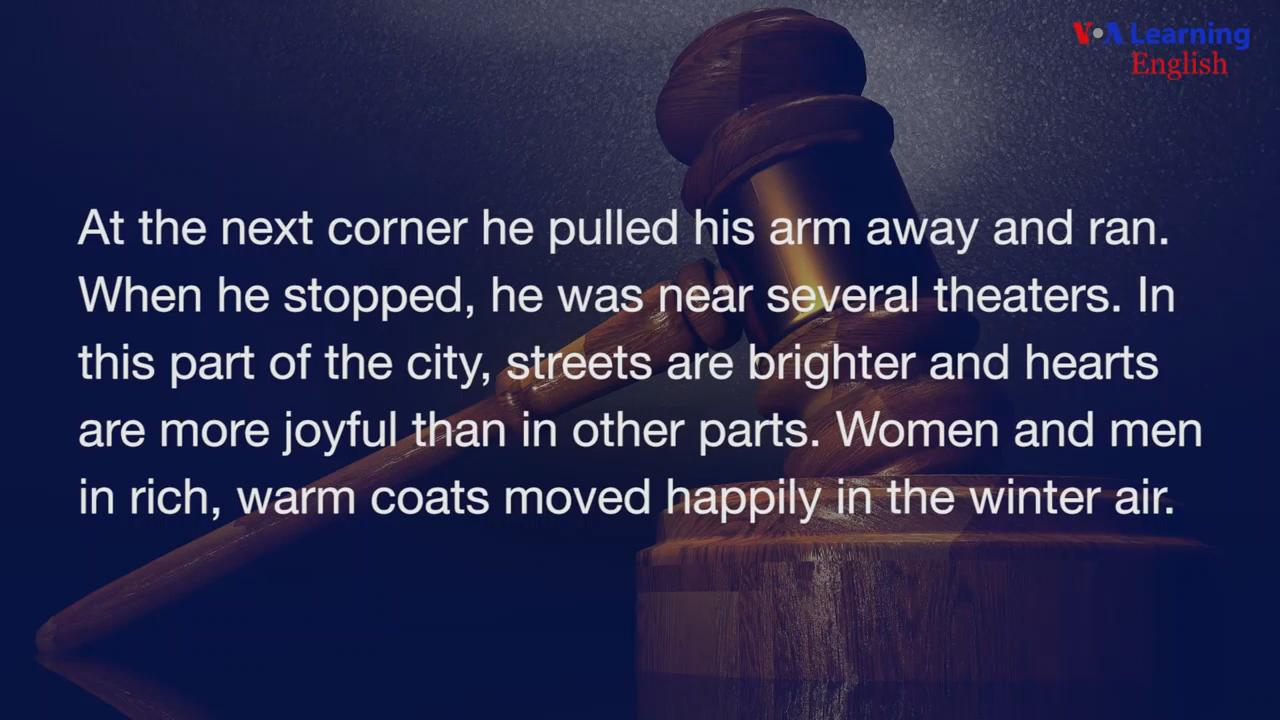 VOA Learning
English
At the next corner he pulled his arm away and ran.
When he stopped, he was near several theaters. In
this part of the city, streets are brighter and hearts
are more joyful than in other parts. Women and men
in rich, warm coats moved happily in the winter air.